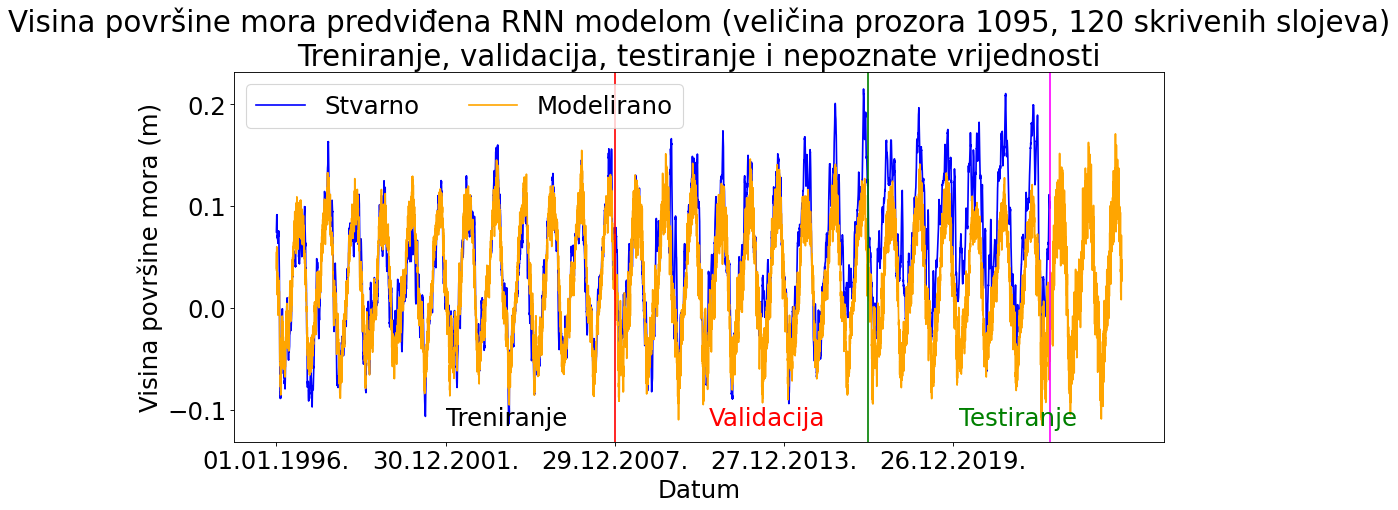 Visina površine mora predviđena RNN modelom (veličina prozora 1095, 120 skrivenih slojeva)
Treniranje, validacija, testiranje i nepoznate vrijednosti
Stvarno Modelirano
Visina površine mora (m)
0.2
0.1
0.0
−0.1
Treniranje Validacija Testiranje
01.01.1996. 30.12.2001. 29.12.2007. 27.12.2013. 26.12.2019.
Datum